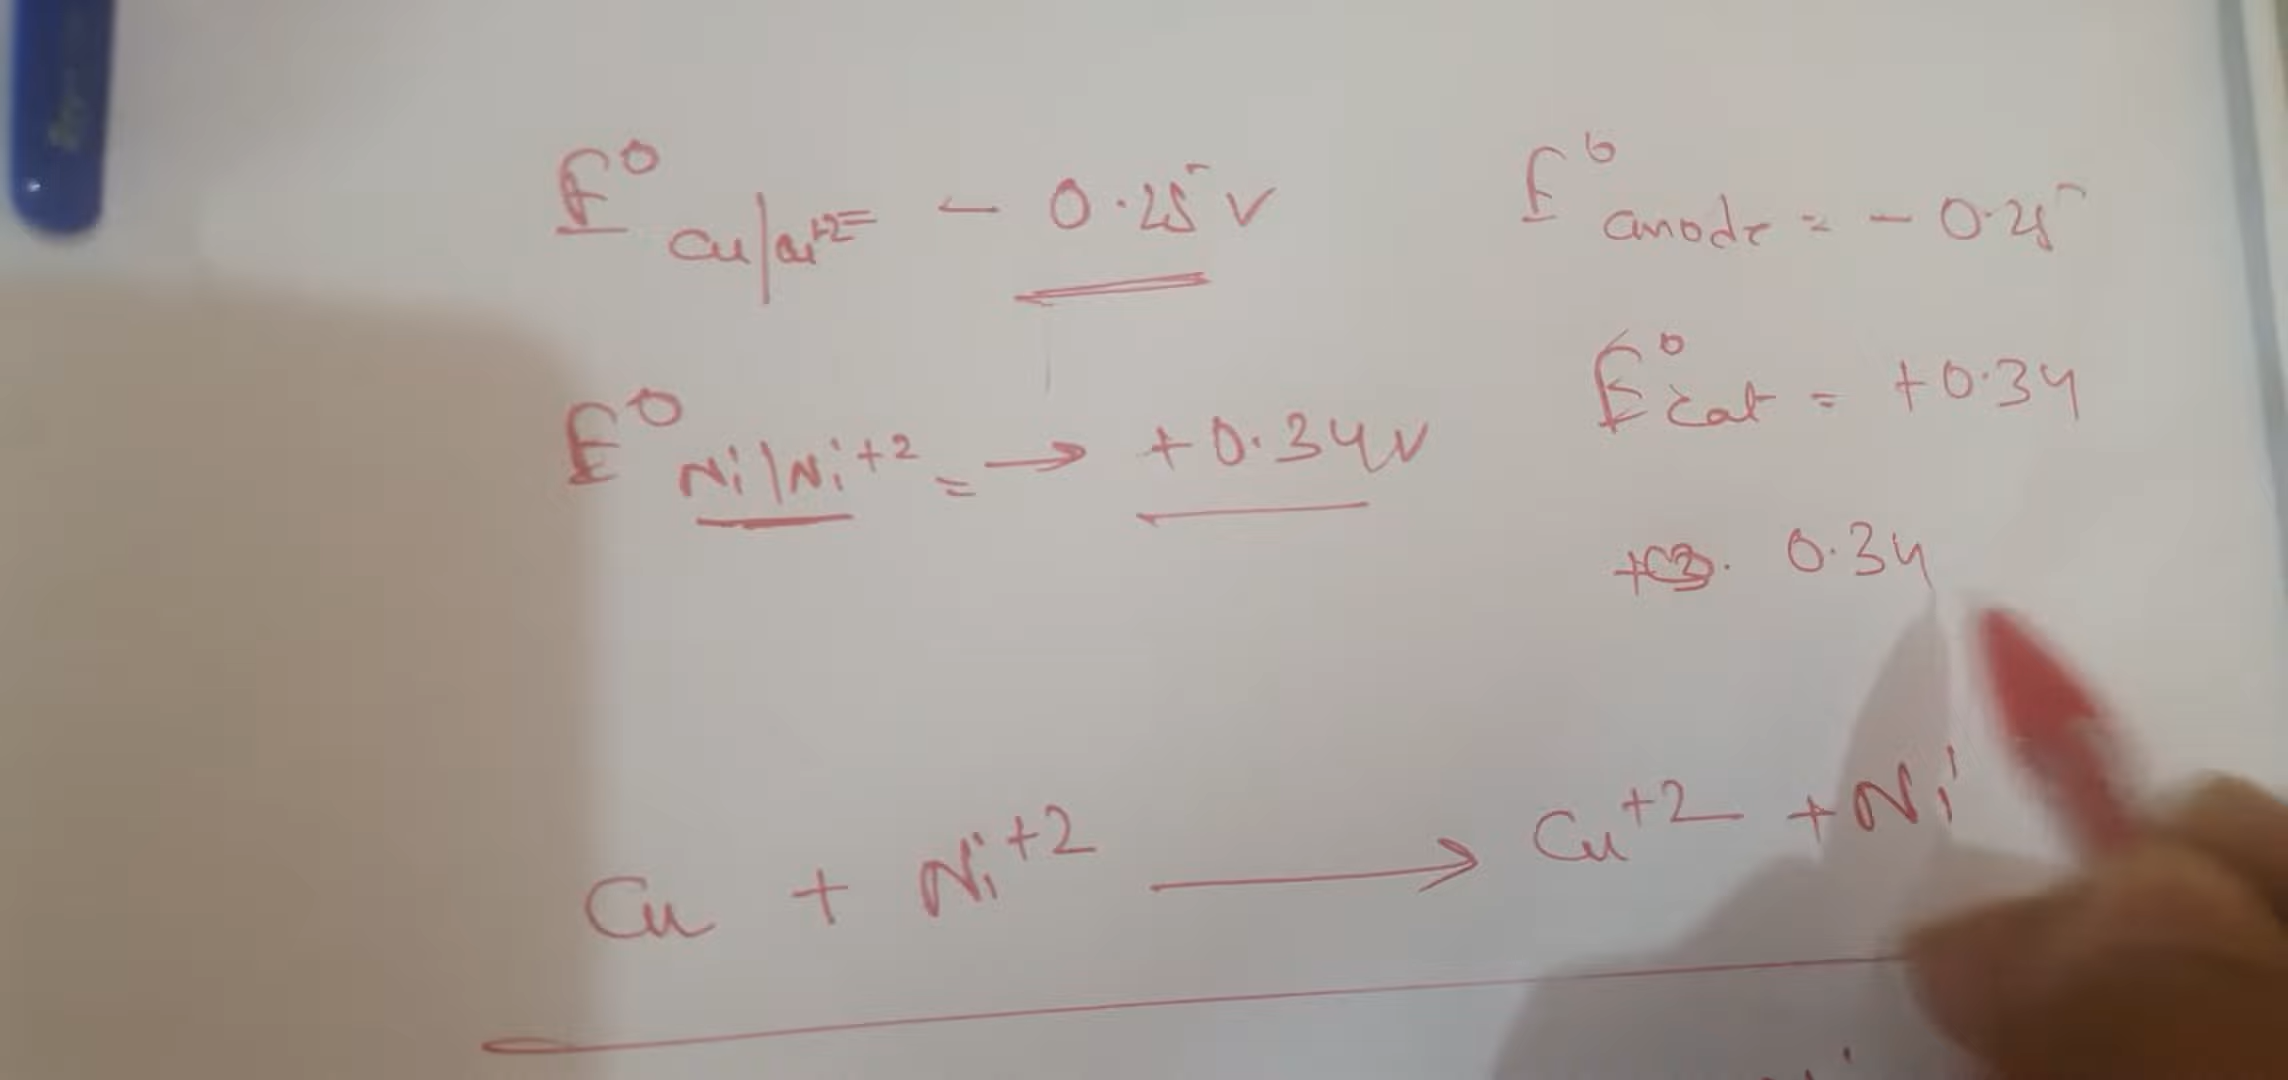 E° Cu|Cu+2 = - 0.25 V
E° anode = - 0.25
E° Ni|Ni+2 = → +0.34 V
E° cat = +0.34
0.34
Cu + Ni+2 → Cu+2 + Ni